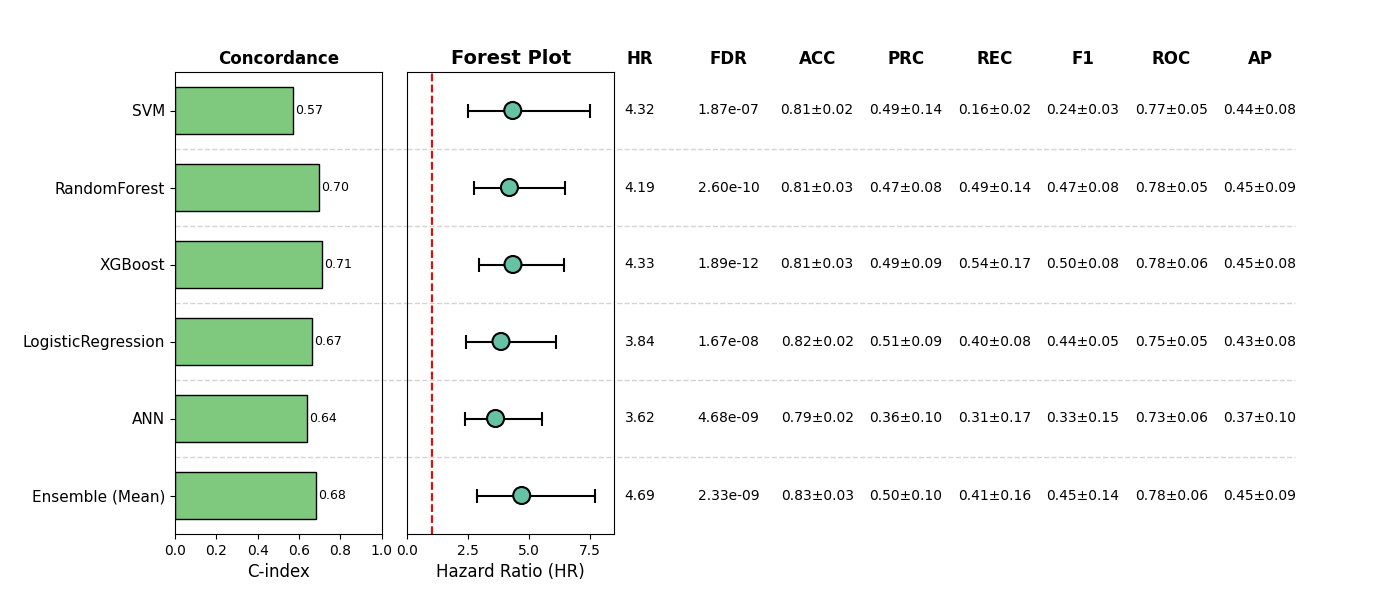 Concordance Forest Plot HR FDR ACC PRC REC F1 ROC AP
SVM 0.57 4.32 1.87e-07 0.81±0.02 0.49±0.14 0.16±0.02 0.24±0.03 0.77±0.05 0.44±0.08
RandomForest 0.70 4.19 2.60e-10 0.81±0.03 0.47±0.08 0.49±0.14 0.47±0.08 0.78±0.05 0.45±0.09
XGBoost 0.71 4.33 1.89e-12 0.81±0.03 0.49±0.09 0.54±0.17 0.50±0.08 0.78±0.06 0.45±0.08
LogisticRegression 0.67 3.84 1.67e-08 0.82±0.02 0.51±0.09 0.40±0.08 0.44±0.05 0.75±0.05 0.43±0.08
ANN 0.64 3.62 4.68e-09 0.79±0.02 0.36±0.10 0.31±0.17 0.33±0.15 0.73±0.06 0.37±0.10
Ensemble (Mean) 0.68 4.69 2.33e-09 0.83±0.03 0.50±0.10 0.41±0.16 0.45±0.14 0.78±0.06 0.45±0.09
0.0 0.2 0.4 0.6 0.8 1.0 0.0 2.5 5.0 7.5
C-index Hazard Ratio (HR)